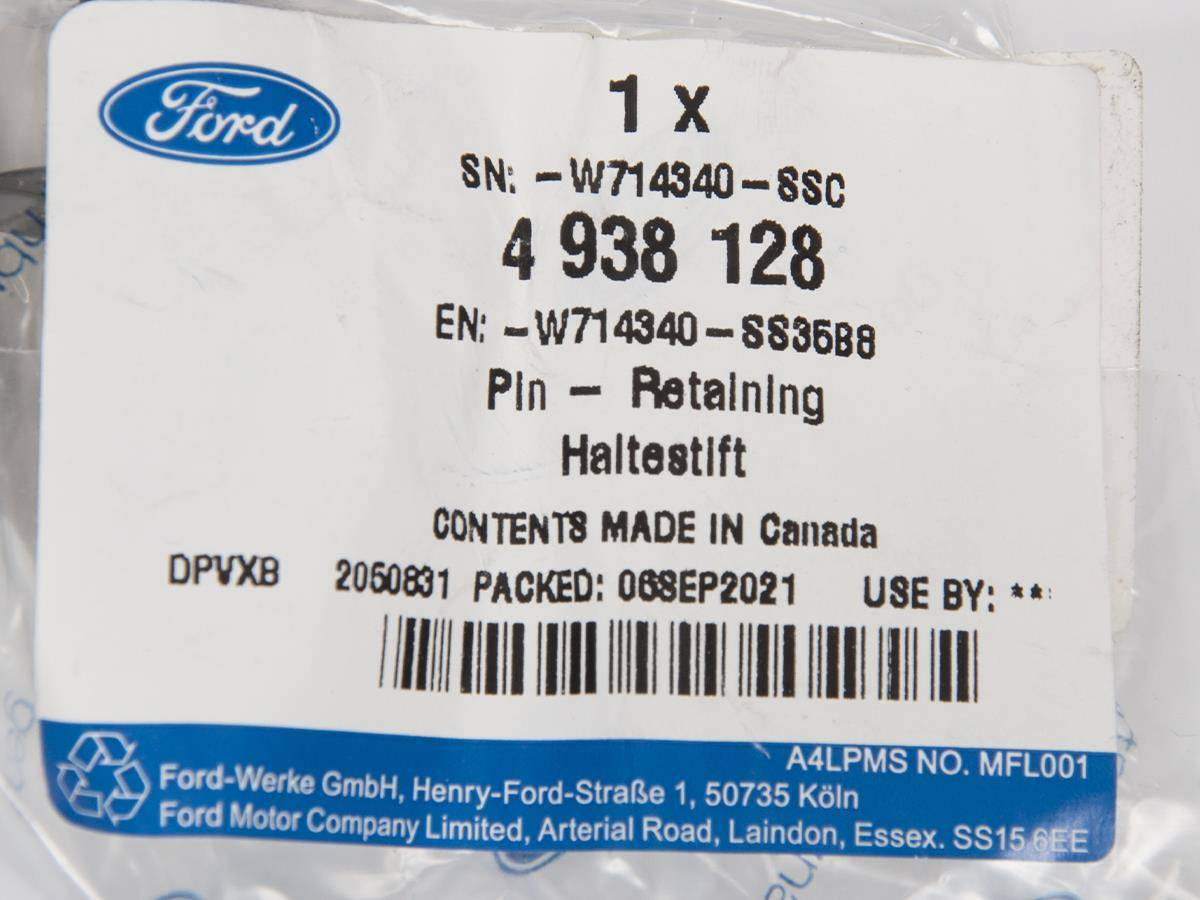 Ford
1 x
SN: -W714340-SSC
4 938 128
EN: -W714340-SS36B8
Pin - Retaining
Haltestift
CONTENTS MADE IN Canada
DPVXB 2050831 PACKED: 06SEP2021 USE BY: **
A4LPMS NO. MFL001
Ford-Werke GmbH, Henry-Ford-Straße 1, 50735 Köln
Ford Motor Company Limited, Arterial Road, Laindon, Essex. SS15 6EE